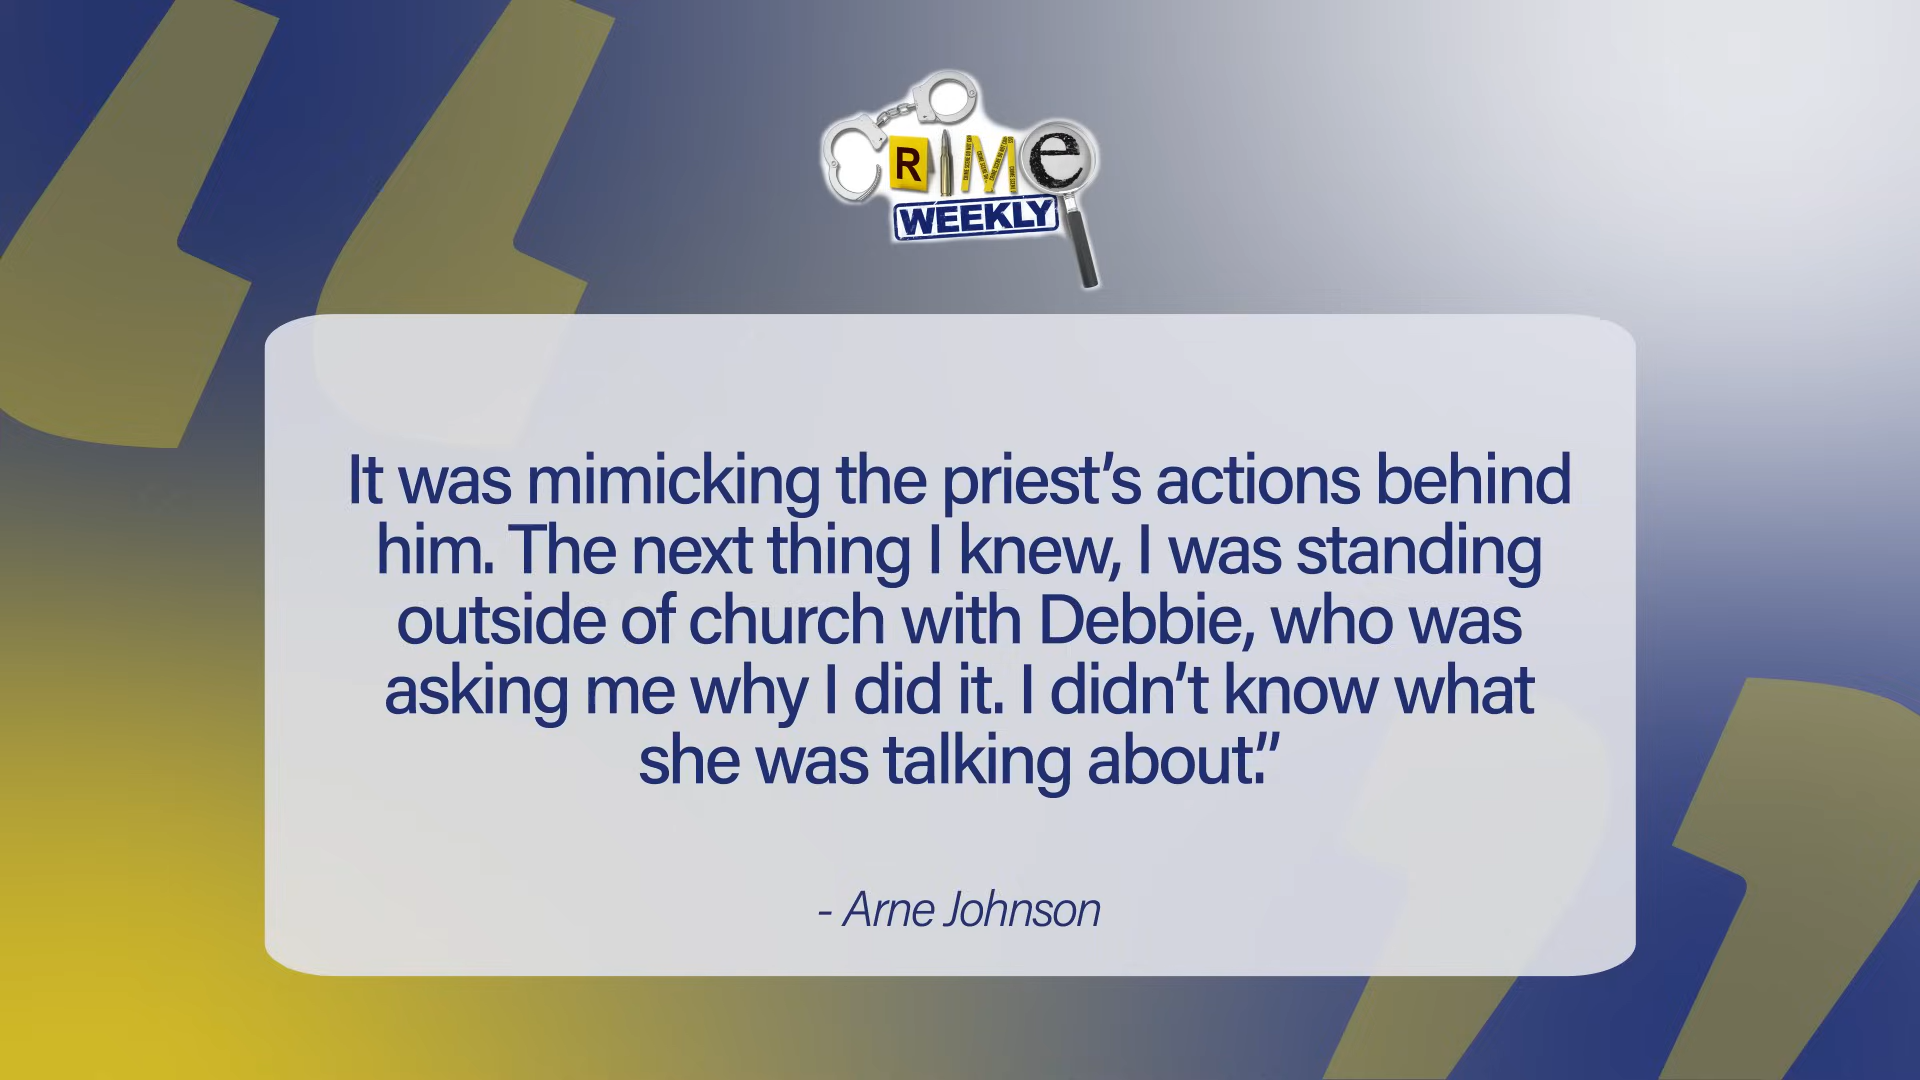 CRIME
WEEKLY
It was mimicking the priest’s actions behind
him. The next thing I knew, I was standing
outside of church with Debbie, who was
asking me why I did it. I didn’t know what
she was talking about.”
- Arne Johnson